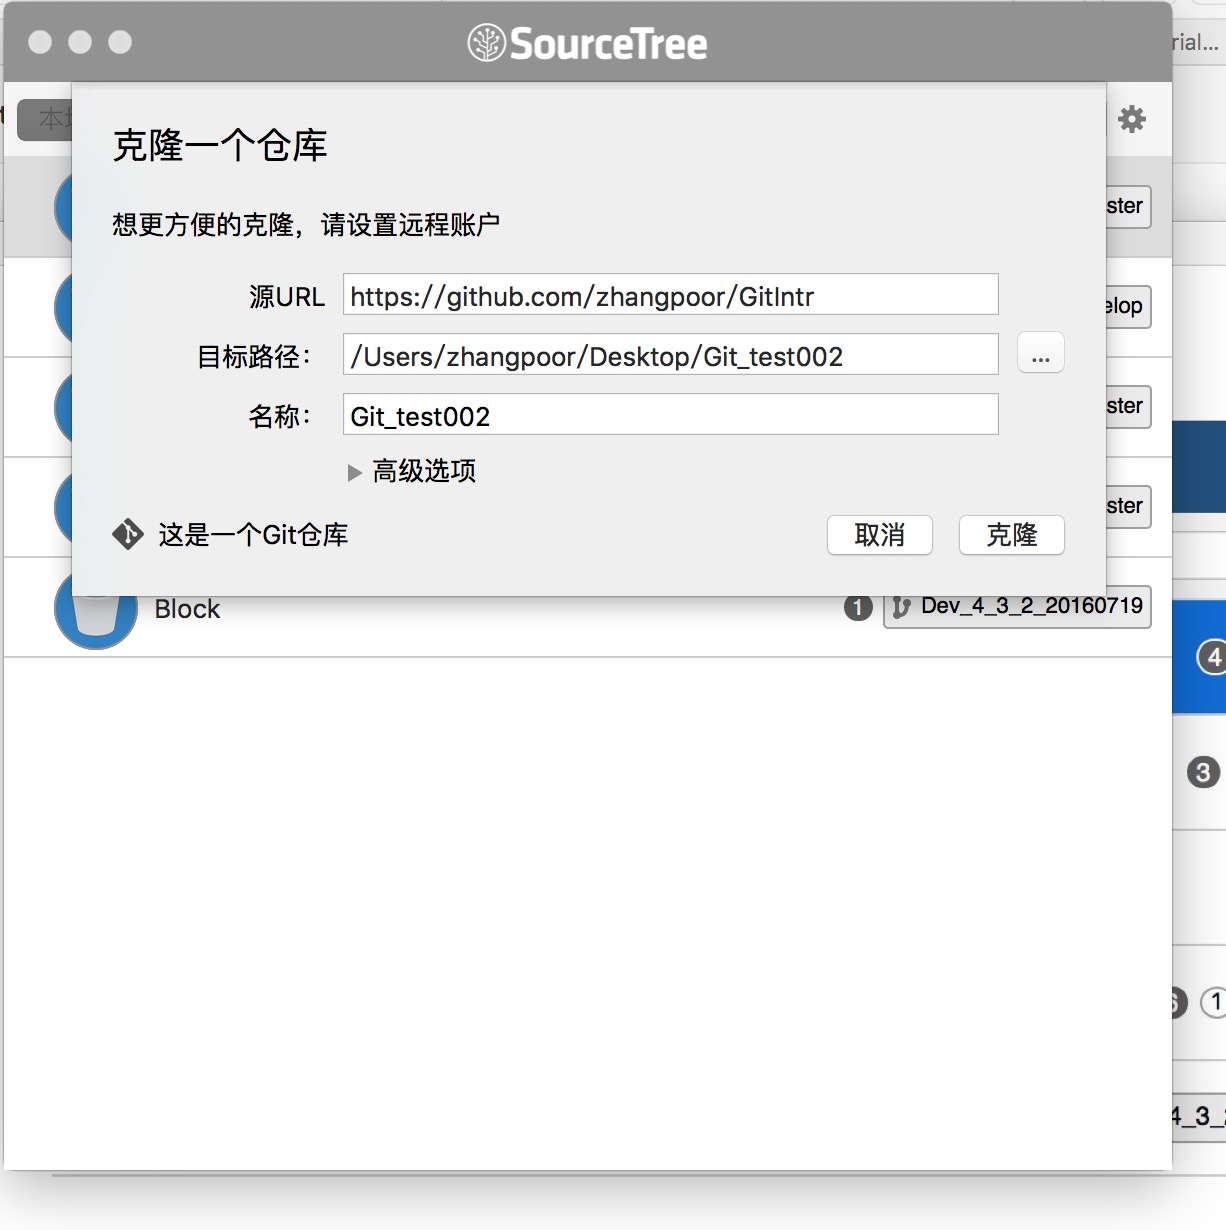 SourceTree
rial...
克隆一个仓库
想更方便的克隆，请设置远程账户
源URL https://github.com/zhangpoor/GitIntr
目标路径： /Users/zhangpoor/Desktop/Git_test002 ...
名称： Git_test002
高级选项
这是一个Git仓库 取消 克隆
ster
elop
ster
ster
Block 1 Dev_4_3_2_20160719
4
3
1
4_3_